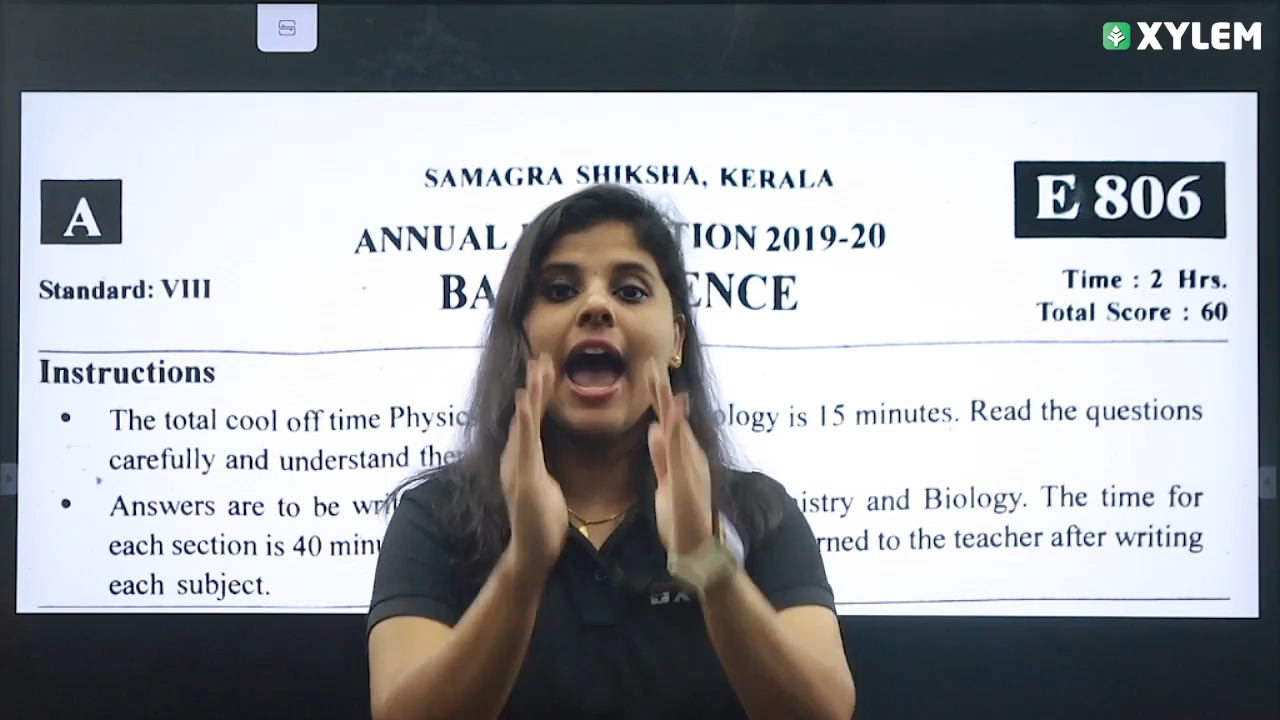 XYLEM
SAMAGRA SHIKSHA, KERALA
A
E 806
ANNUAL TION 2019-20
Standard: VIII
BA ENCE
Time : 2 Hrs.
Total Score : 60
Instructions
• The total cool off time Physic ology is 15 minutes. Read the questions
carefully and understand the
• Answers are to be wri istry and Biology. The time for
each section is 40 minu rned to the teacher after writing
each subject.